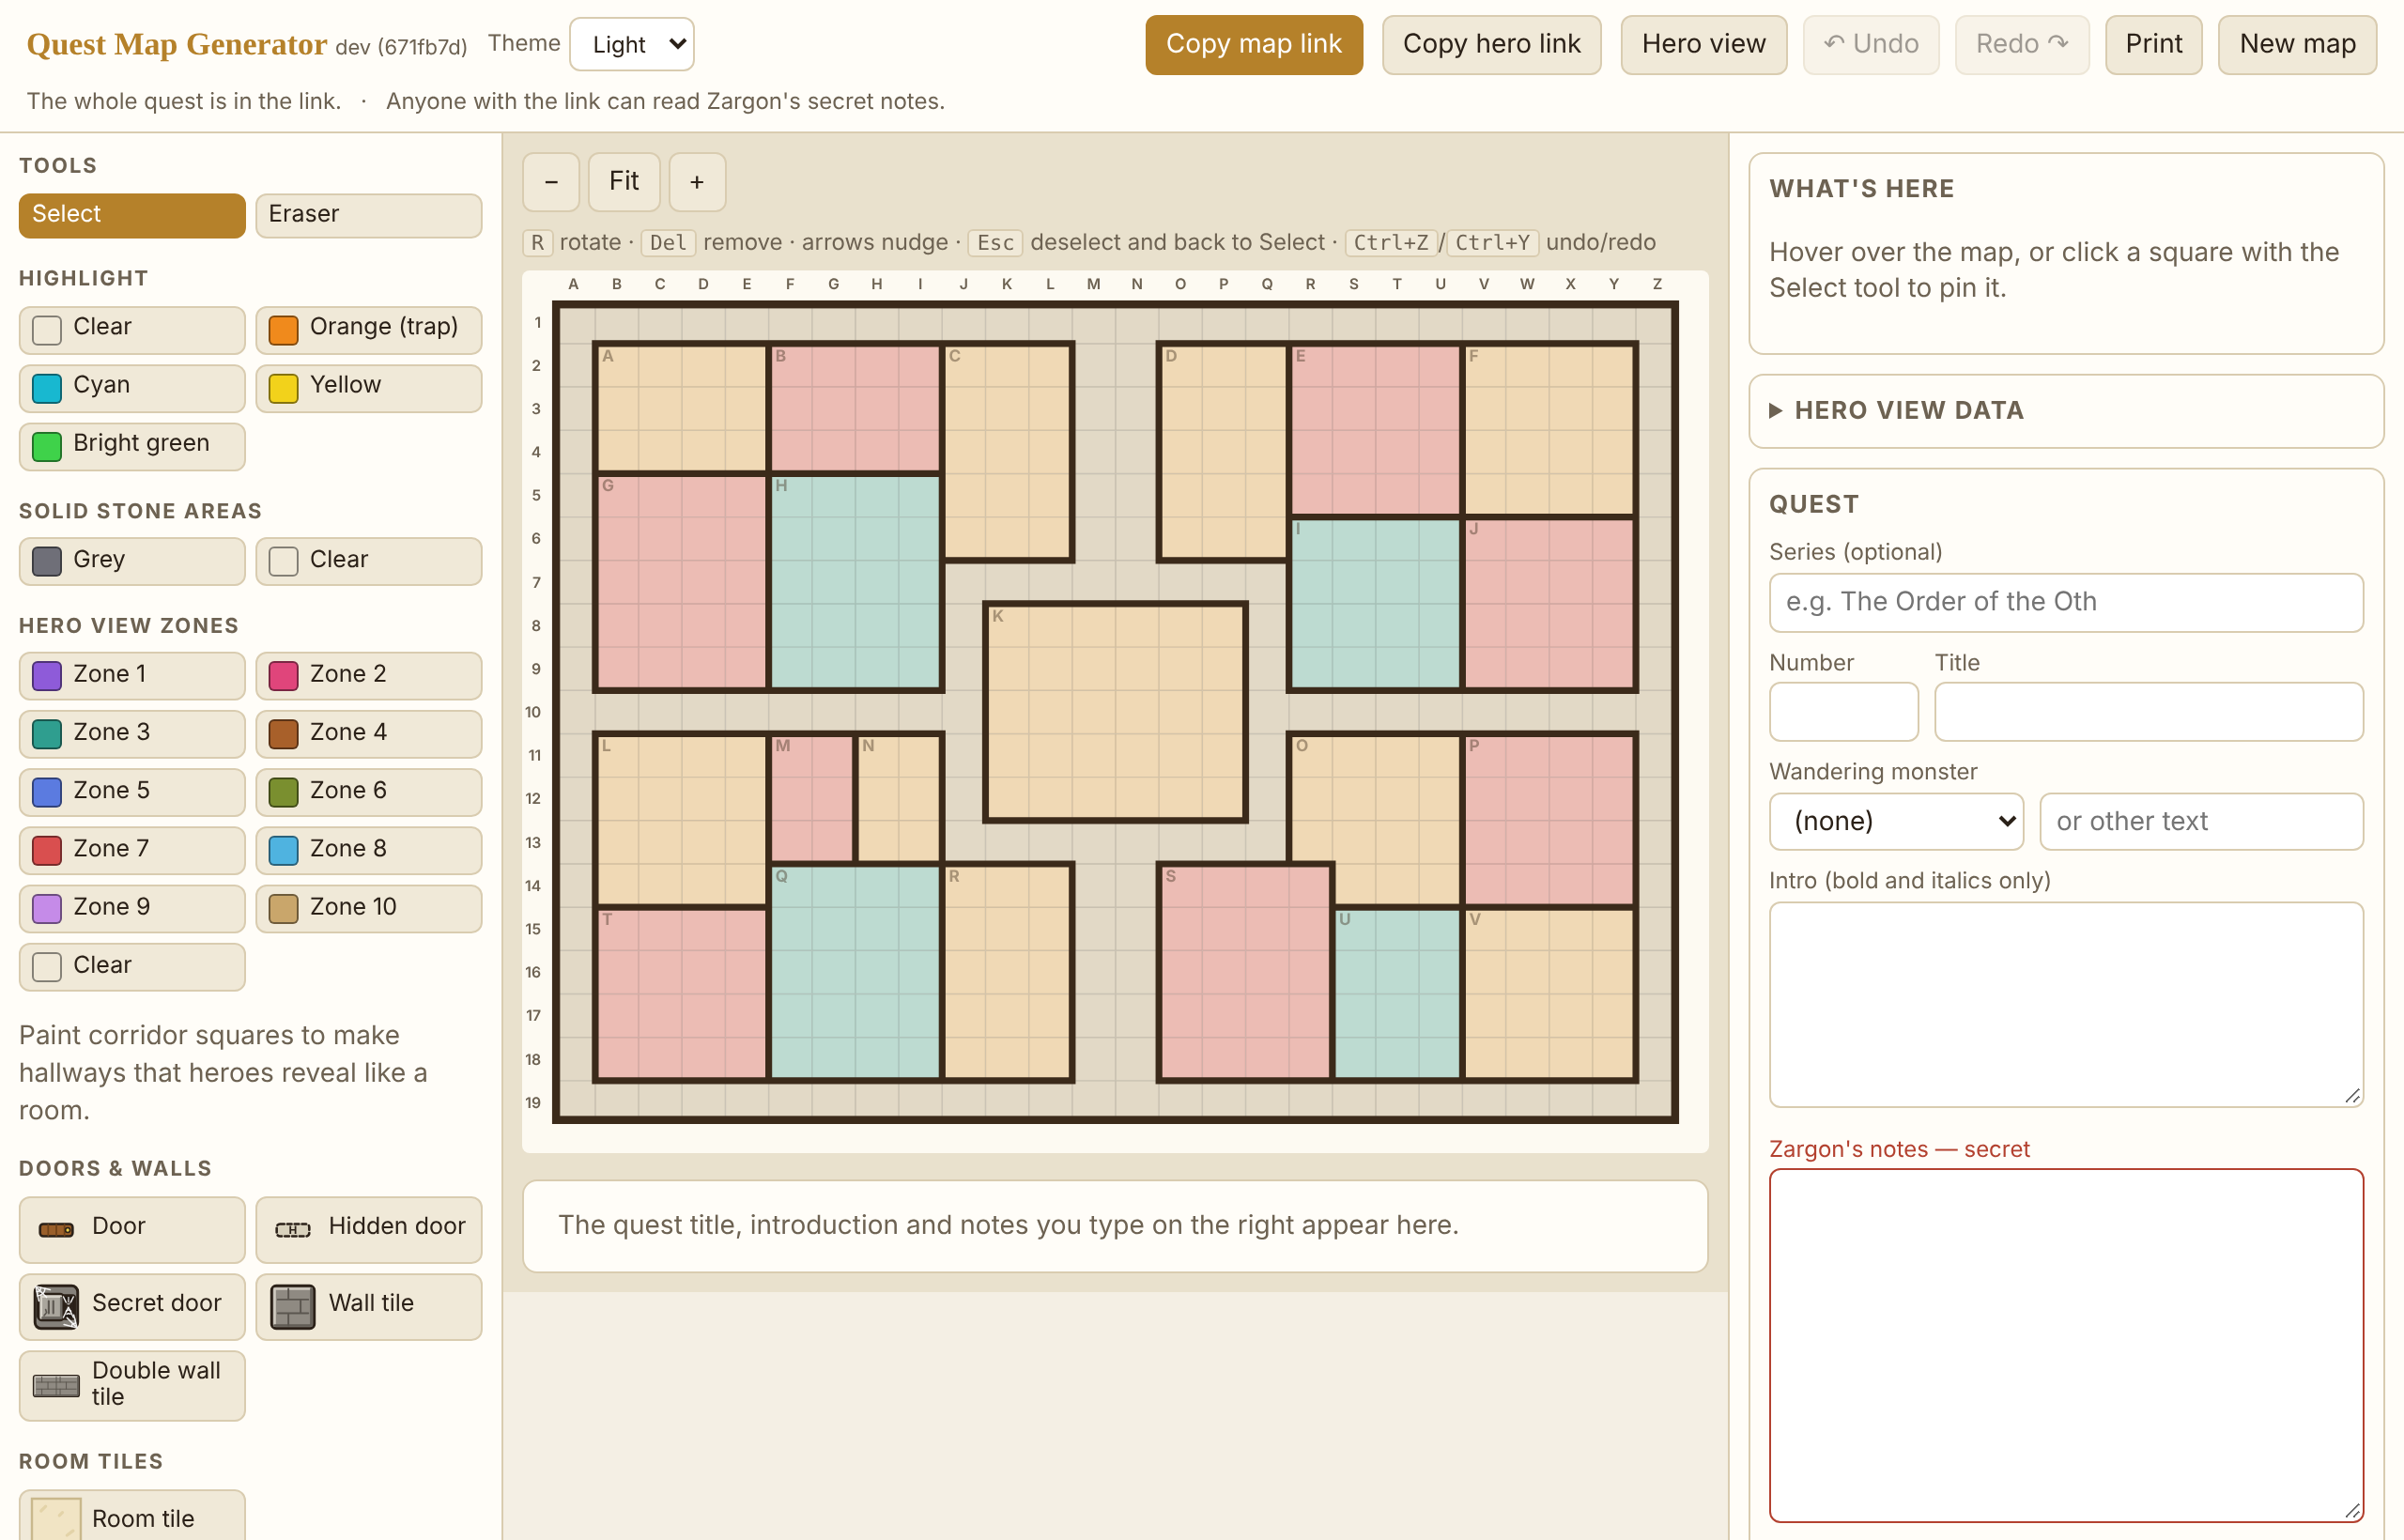 Quest Map Generator dev (671fb7d) Theme Light
Copy map link Copy hero link Hero view ↶ Undo Redo ↷ Print New map
The whole quest is in the link. · Anyone with the link can read Zargon's secret notes.
TOOLS
Select Eraser
HIGHLIGHT
Clear Orange (trap)
Cyan Yellow
Bright green
SOLID STONE AREAS
Grey Clear
HERO VIEW ZONES
Zone 1 Zone 2
Zone 3 Zone 4
Zone 5 Zone 6
Zone 7 Zone 8
Zone 9 Zone 10
Clear
Paint corridor squares to make
hallways that heroes reveal like a
room.
DOORS & WALLS
Door Hidden door
Secret door Wall tile
Double wall
tile
ROOM TILES
Room tile
− Fit +
R rotate · Del remove · arrows nudge · Esc deselect and back to Select · Ctrl+Z/Ctrl+Y undo/redo
A B C D E F G H I J K L M N O P Q R S T U V W X Y Z
1
2 A B C D E F
3
4
5 G H
6 I J
7
8 K
9
10
11 L M N O P
12
13
14 Q R S
15 T U V
16
17
18
19
The quest title, introduction and notes you type on the right appear here.
WHAT'S HERE
Hover over the map, or click a square with the
Select tool to pin it.
▶ HERO VIEW DATA
QUEST
Series (optional)
e.g. The Order of the Oth
Number Title
Wandering monster
(none) or other text
Intro (bold and italics only)
Zargon's notes — secret